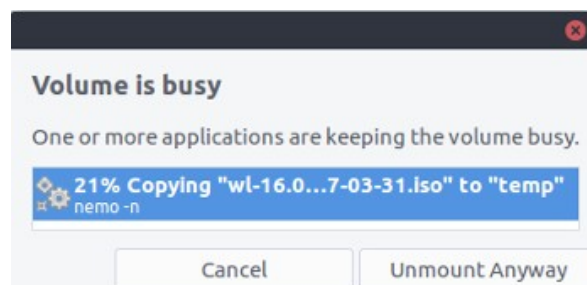 Volume is busy
One or more applications are keeping the volume busy.
21% Copying "wl-16.0...7-03-31.iso" to "temp"
nemo -n
Cancel
Unmount Anyway